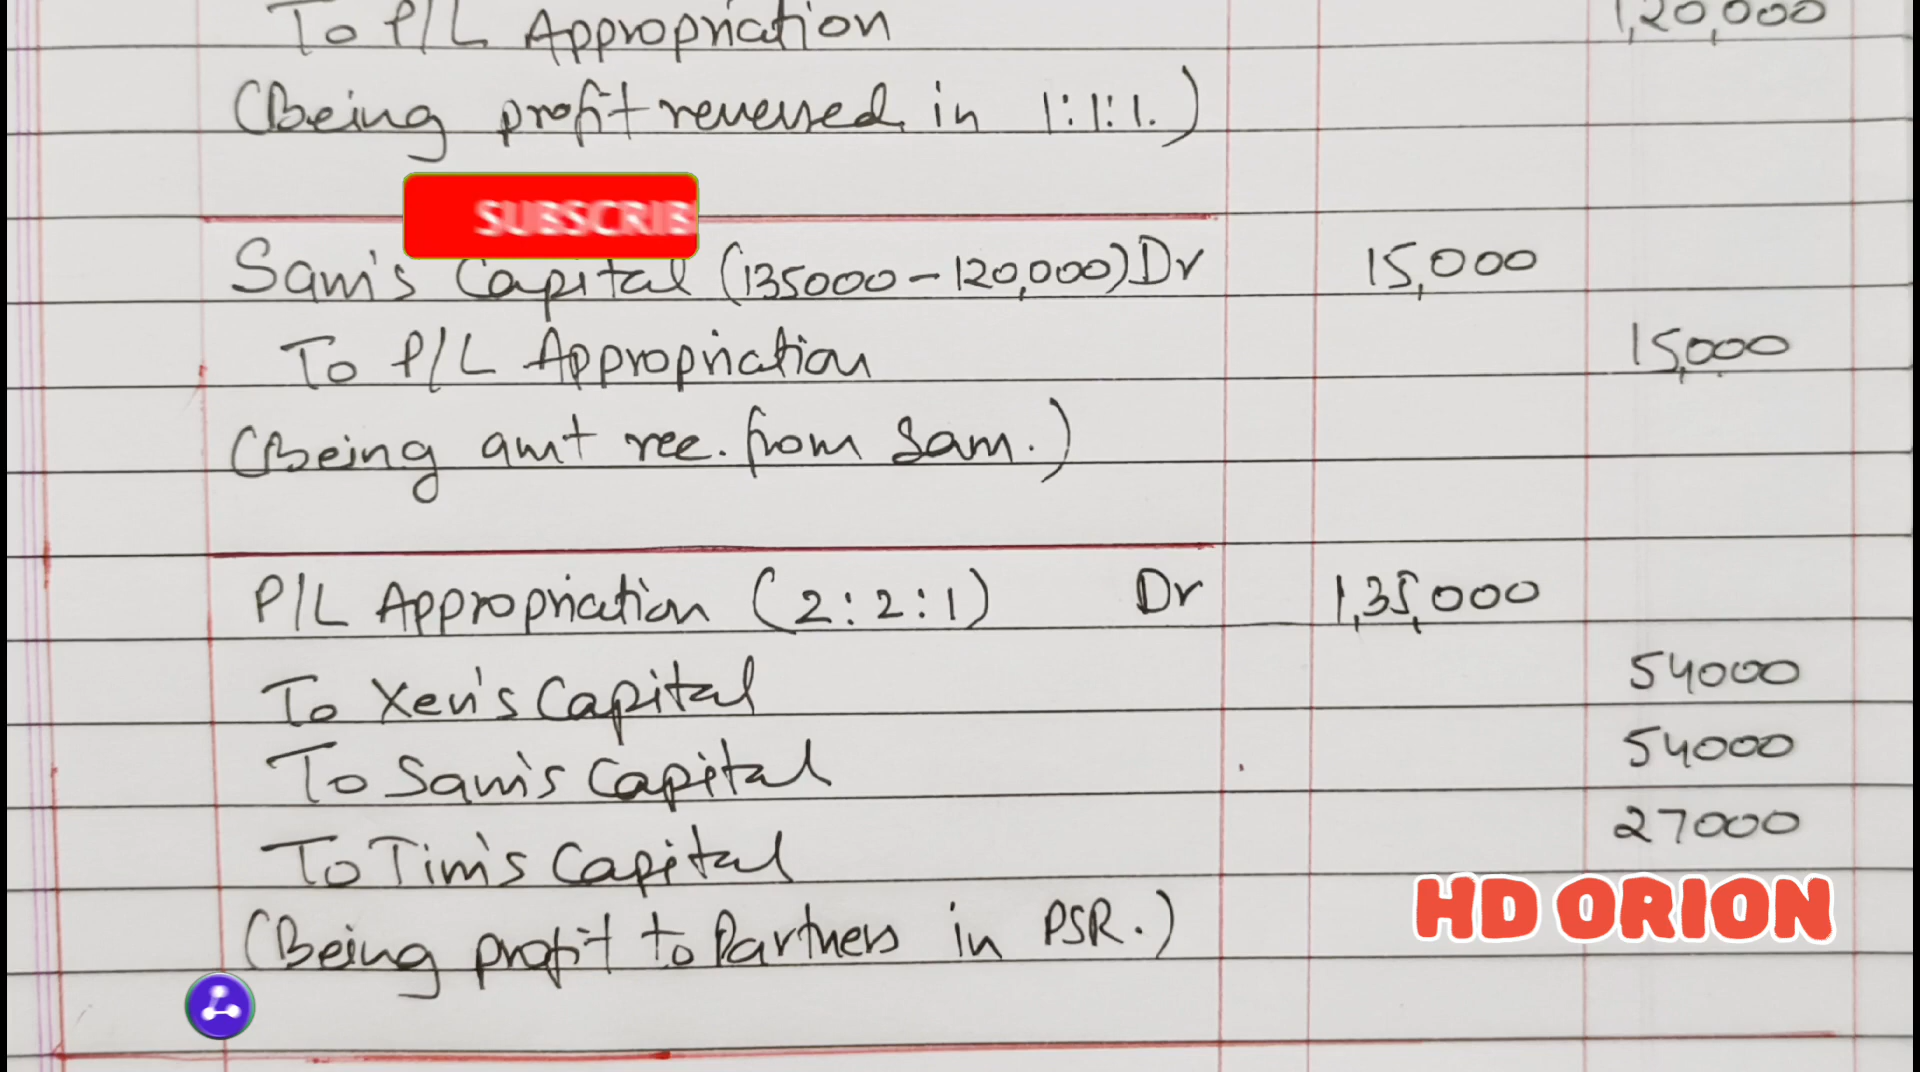 To P/L Appropriation 1,20,000
(Being profit reversed in 1:1:1.)
SUBSCRIB
Sam's Capital (135000-120,000) Dr 15,000
To P/L Appropriation 15,000
(Being amt rec. from Sam.)
P/L Appropriation (2:2:1) Dr 1,35,000
To Xen's Capital 54000
To Sam's Capital 54000
To Tim's Capital 27000
HD ORION
(Being profit to Partners in PSR.)